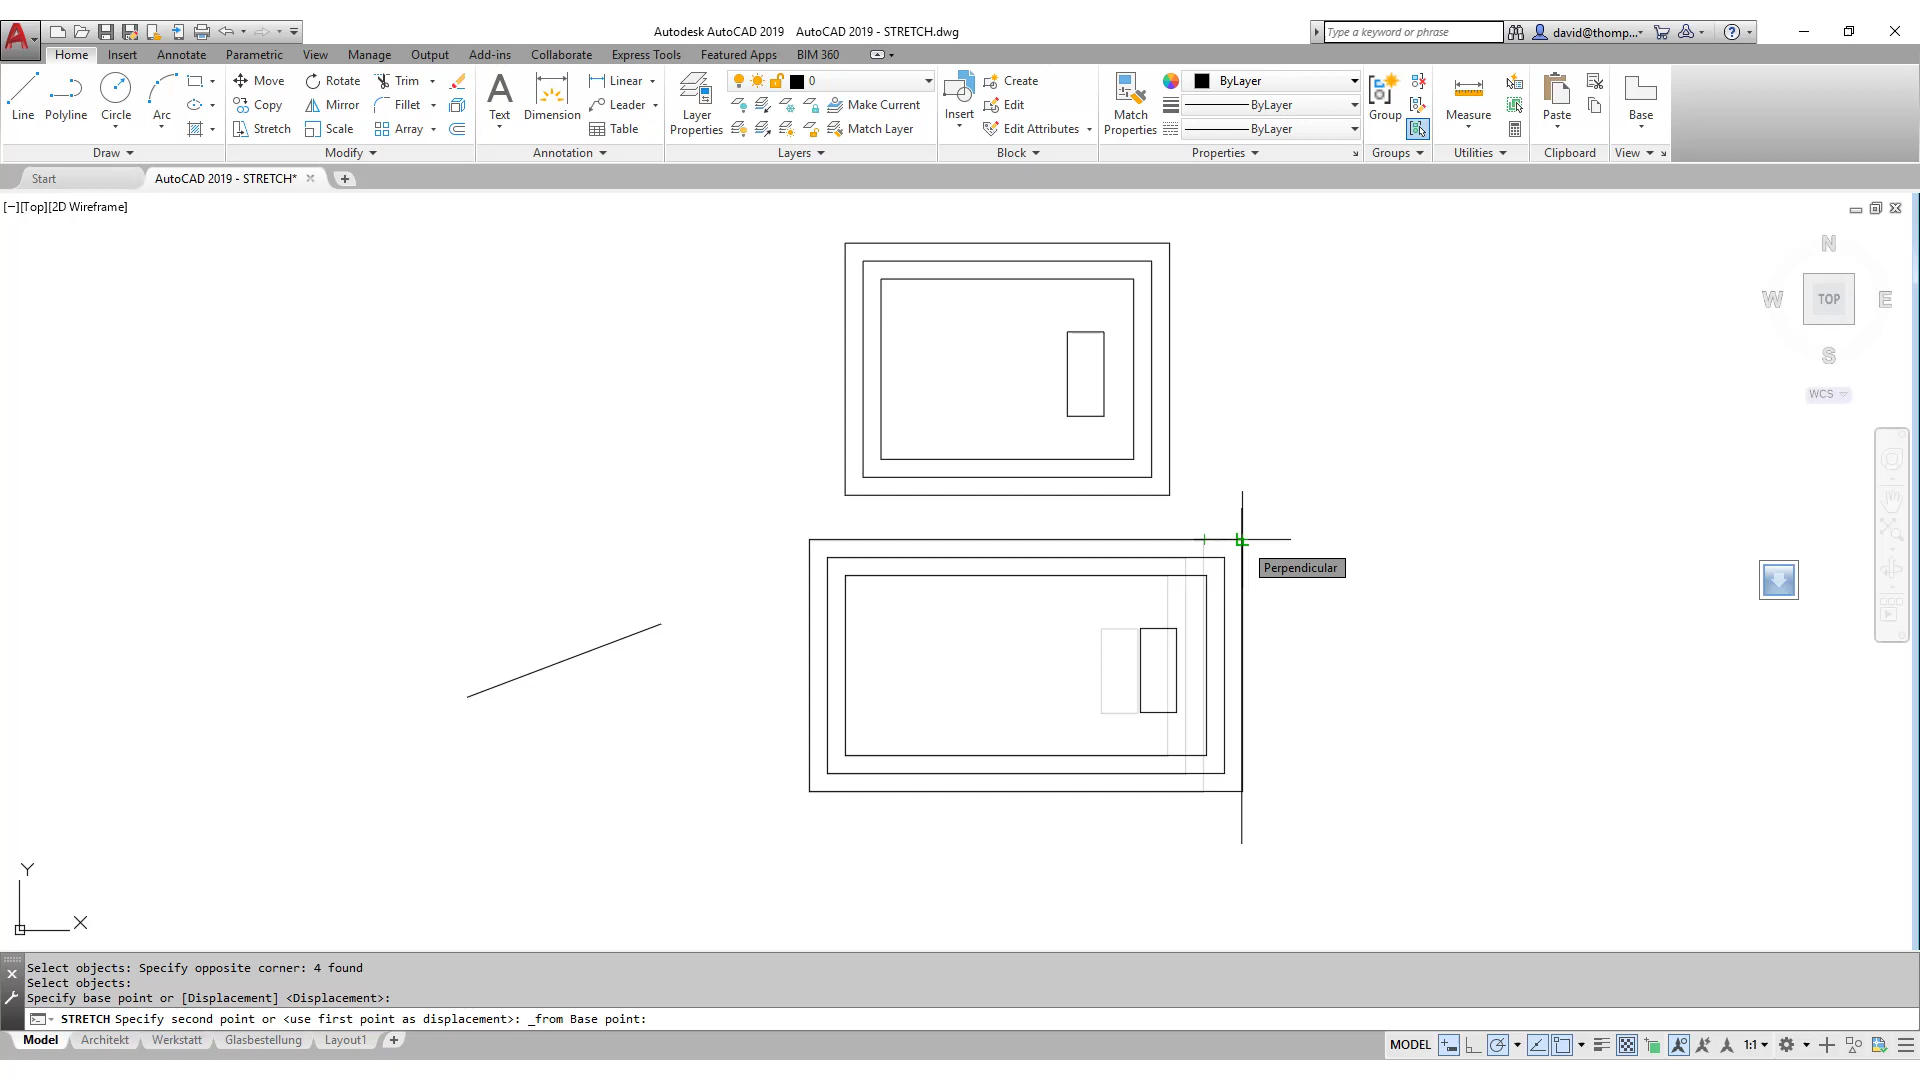 Autodesk AutoCAD 2019 AutoCAD 2019 - STRETCH.dwg
Type a keyword or phrase
david@thomp...
Home Insert Annotate Parametric View Manage Output Add-ins Collaborate Express Tools Featured Apps BIM 360
Line Polyline Circle Arc
Move Rotate Trim
Copy Mirror Fillet
Stretch Scale Array
Text Dimension
Linear
Leader
Table
Layer Properties
0
Make Current
Match Layer
Insert
Create
Edit
Edit Attributes
Match Properties
ByLayer
ByLayer
ByLayer
Group
Measure
Paste
Base
Draw Modify Annotation Layers Block Properties Groups Utilities Clipboard View
Start AutoCAD 2019 - STRETCH*
[−][Top][2D Wireframe]
N
W TOP E
S
WCS
Perpendicular
Y
X
Select objects: Specify opposite corner: 4 found
Select objects:
Specify base point or [Displacement] <Displacement>:
STRETCH Specify second point or <use first point as displacement>: _from Base point:
Model Architekt Werkstatt Glasbestellung Layout1
MODEL 1:1